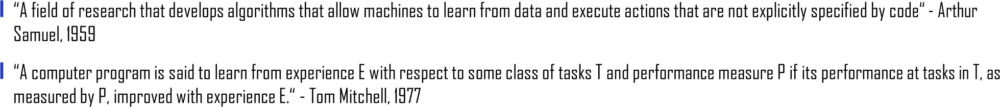 “A field of research that develops algorithms that allow machines to learn from data and execute actions that are not explicitly specified by code“ - Arthur
Samuel, 1959
“A computer program is said to learn from experience E with respect to some class of tasks T and performance measure P if its performance at tasks in T, as
measured by P, improved with experience E.“ - Tom Mitchell, 1977